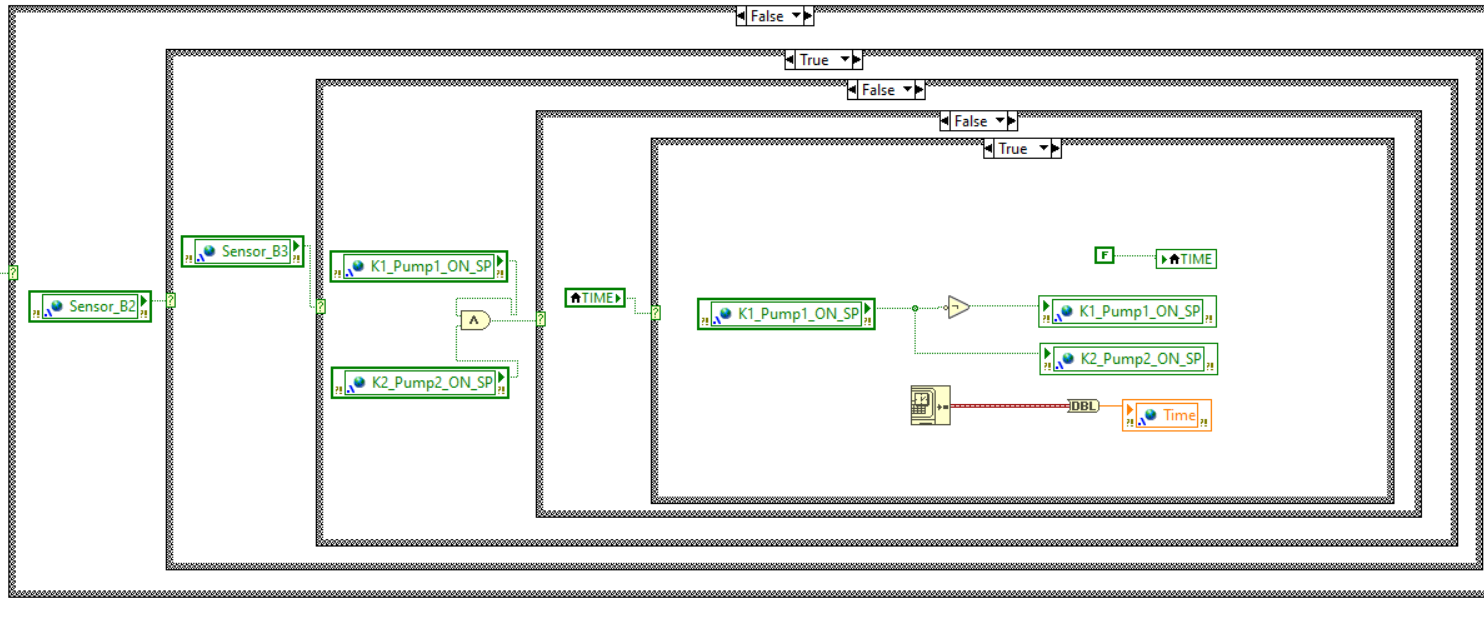 False
True
False
False
True
Sensor_B3
K1_Pump1_ON_SP
F
TIME
TIME
Sensor_B2
?
?
?
?
?
K1_Pump1_ON_SP
K1_Pump1_ON_SP
K2_Pump2_ON_SP
K2_Pump2_ON_SP
DBL
Time